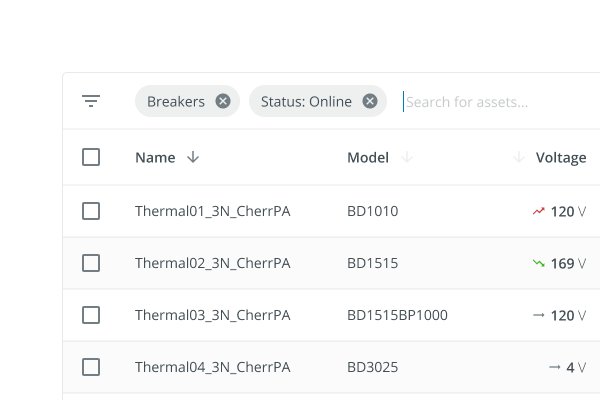 Breakers Status: Online Search for assets...
Name Model Voltage
Thermal01_3N_CherrPA BD1010 120 V
Thermal02_3N_CherrPA BD1515 169 V
Thermal03_3N_CherrPA BD1515BP1000 120 V
Thermal04_3N_CherrPA BD3025 4 V